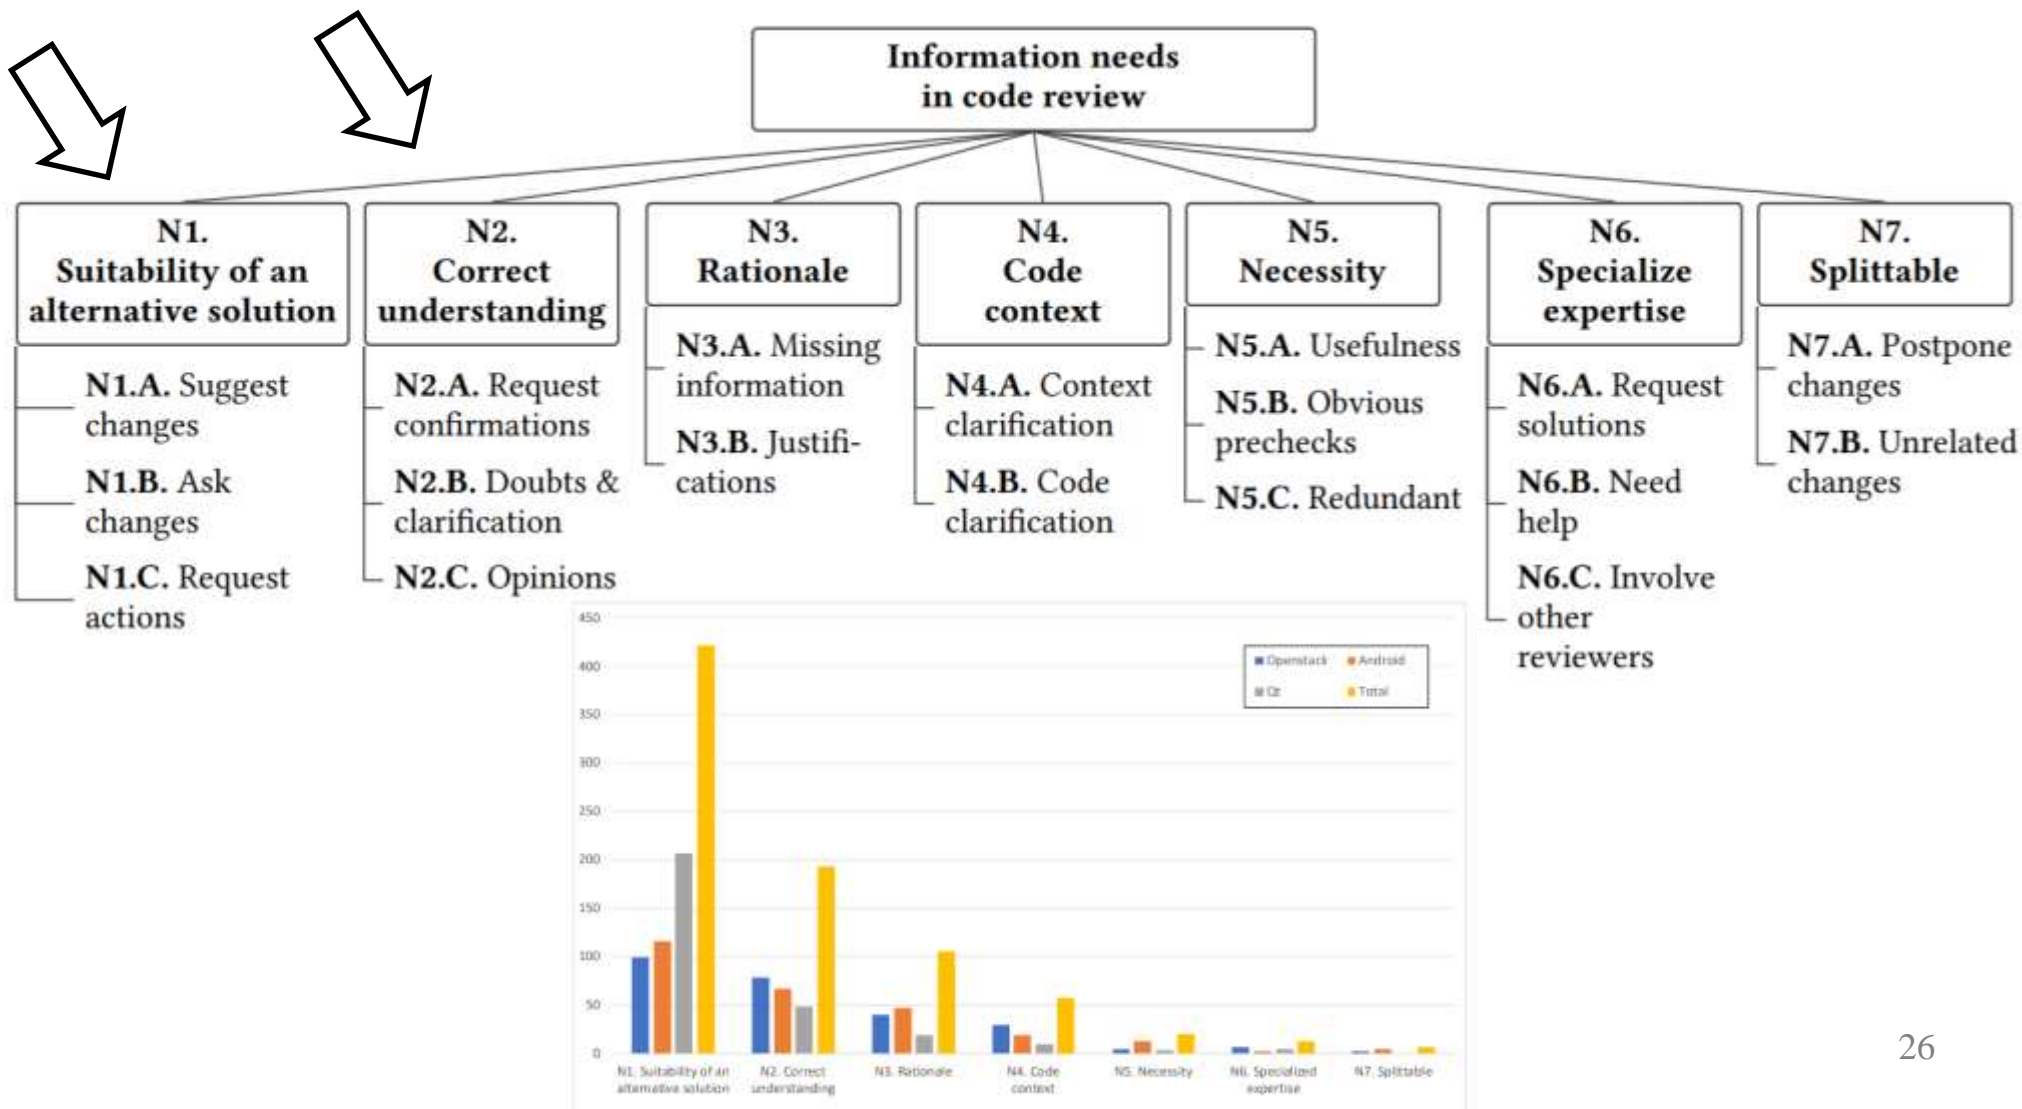 Information needs
in code review
N1.
Suitability of an
alternative solution
N1.A. Suggest
changes
N1.B. Ask
changes
N1.C. Request
actions
N2.
Correct
understanding
N2.A. Request
confirmations
N2.B. Doubts &
clarification
N2.C. Opinions
N3.
Rationale
N3.A. Missing
information
N3.B. Justifi-
cations
N4.
Code
context
N4.A. Context
clarification
N4.B. Code
clarification
N5.
Necessity
N5.A. Usefulness
N5.B. Obvious
prechecks
N5.C. Redundant
N6.
Specialize
expertise
N6.A. Request
solutions
N6.B. Need
help
N6.C. Involve
other
reviewers
N7.
Splittable
N7.A. Postpone
changes
N7.B. Unrelated
changes
450
400
350
300
250
200
150
100
50
0
Openstack Android
Qt Total
N1. Suitability of an
alternative solution
N2. Correct
understanding
N3. Rationale
N4. Code
context
N5. Necessity
N6. Specialized
expertise
N7. Splittable
26